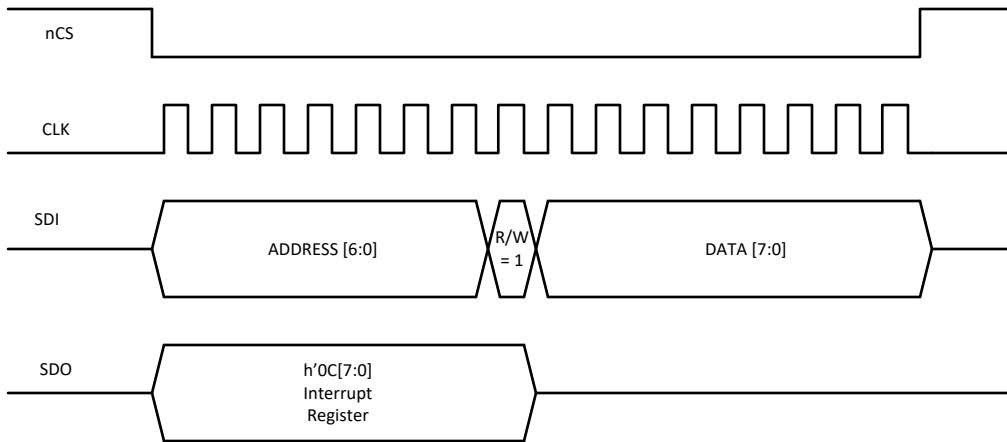 nCS
CLK
SDI
ADDRESS [6:0]
R/W
= 1
DATA [7:0]
SDO
h’0C[7:0]
Interrupt
Register